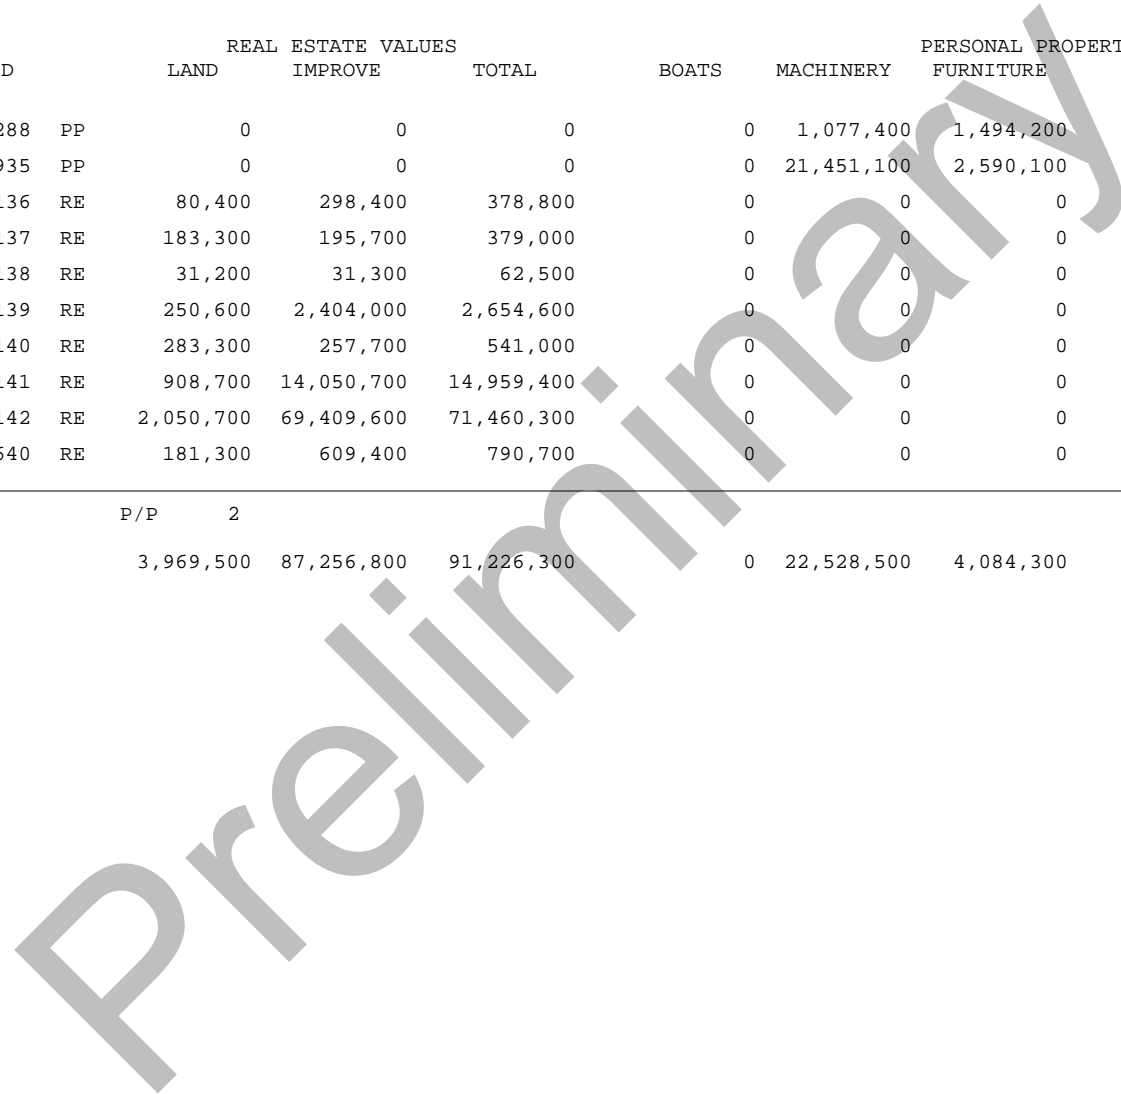 REAL ESTATE VALUES PERSONAL PROPERT
D LAND IMPROVE TOTAL BOATS MACHINERY FURNITURE
288 PP 0 0 0 0 1,077,400 1,494,200
935 PP 0 0 0 0 21,451,100 2,590,100
136 RE 80,400 298,400 378,800 0 0 0
137 RE 183,300 195,700 379,000 0 0 0
138 RE 31,200 31,300 62,500 0 0 0
139 RE 250,600 2,404,000 2,654,600 0 0 0
140 RE 283,300 257,700 541,000 0 0 0
141 RE 908,700 14,050,700 14,959,400 0 0 0
142 RE 2,050,700 69,409,600 71,460,300 0 0 0
540 RE 181,300 609,400 790,700 0 0 0
P/P 2
3,969,500 87,256,800 91,226,300 0 22,528,500 4,084,300
Preliminary